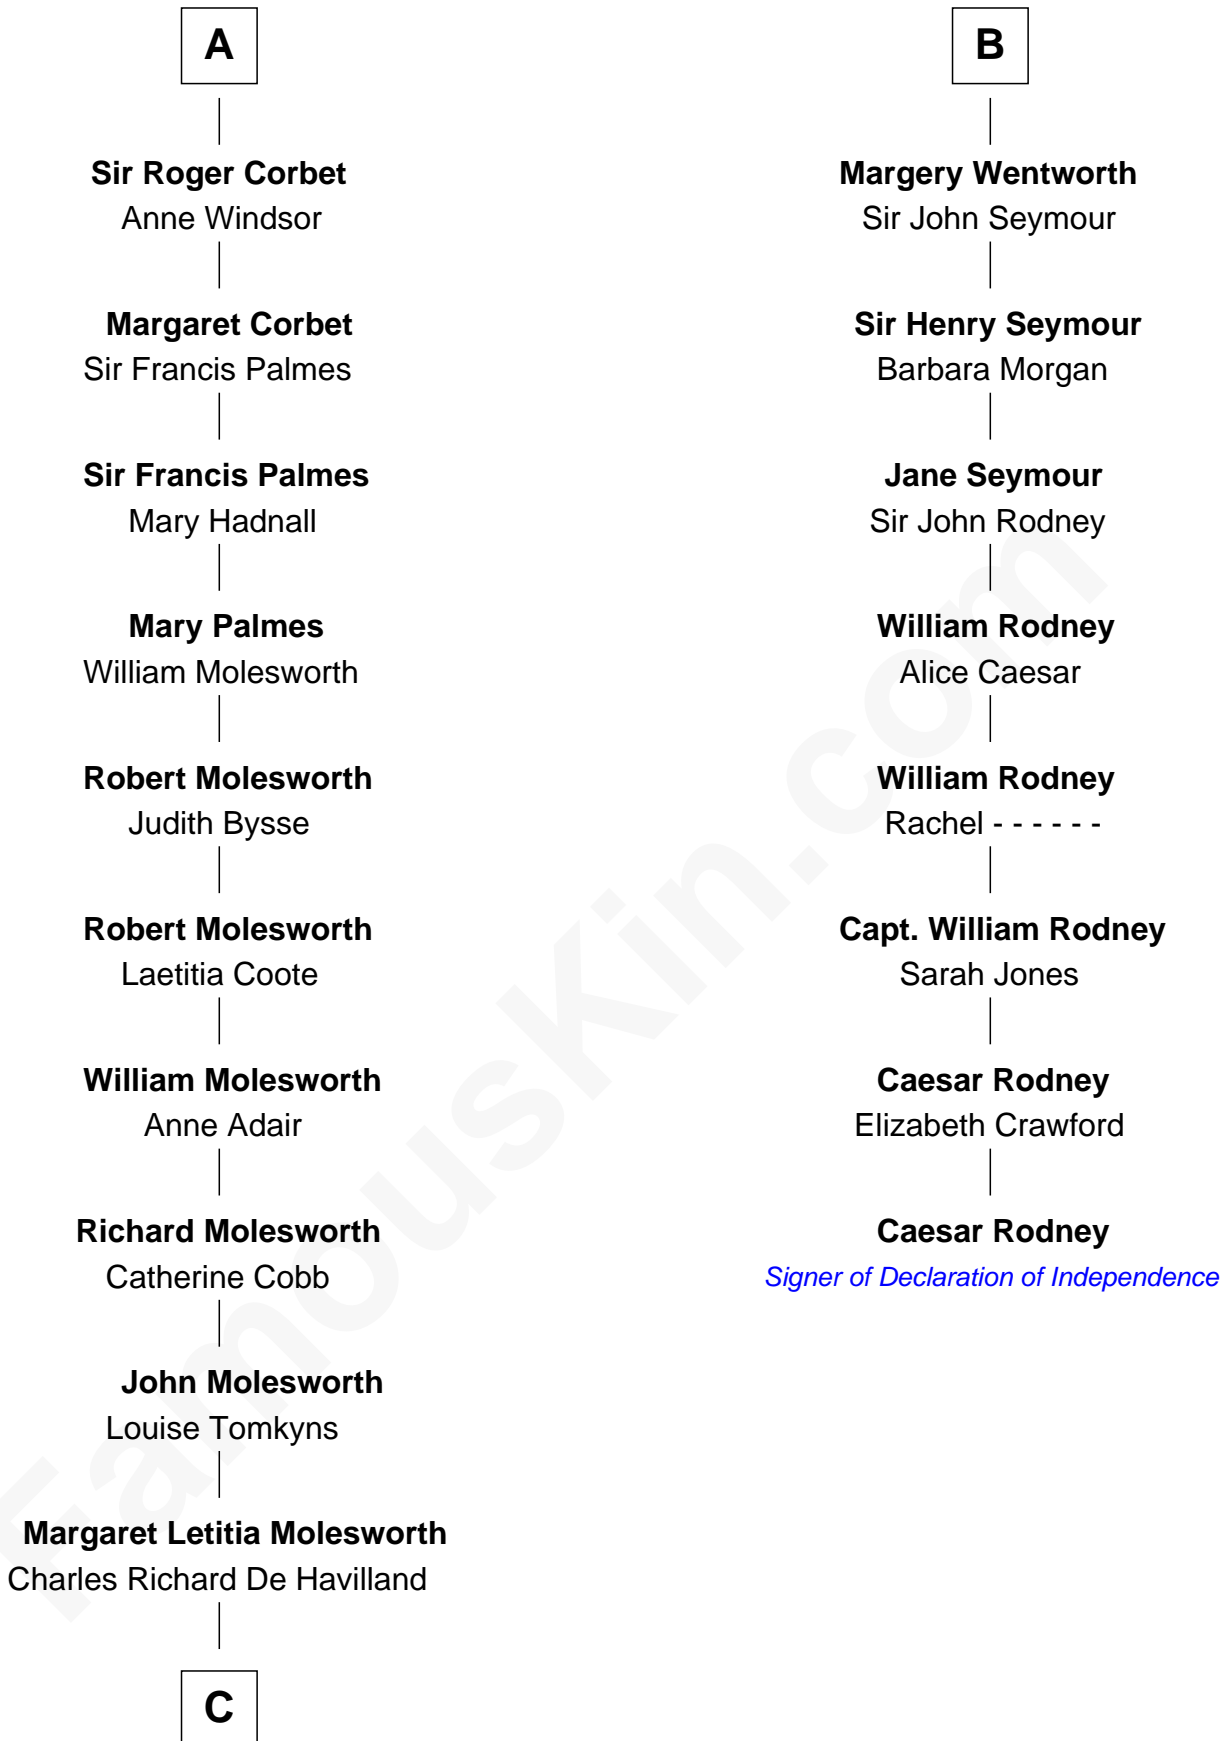 A
Sir Roger Corbet
Anne Windsor
Margaret Corbet
Sir Francis Palmes
Sir Francis Palmes
Mary Hadnall
Mary Palmes
William Molesworth
Robert Molesworth
Judith Bysse
Robert Molesworth
Laetitia Coote
William Molesworth
Anne Adair
Richard Molesworth
Catherine Cobb
John Molesworth
Louise Tomkyns
Margaret Letitia Molesworth
Charles Richard De Havilland
C
B
Margery Wentworth
Sir John Seymour
Sir Henry Seymour
Barbara Morgan
Jane Seymour
Sir John Rodney
William Rodney
Alice Caesar
William Rodney
Rachel - - - - - -
Capt. William Rodney
Sarah Jones
Caesar Rodney
Elizabeth Crawford
Caesar Rodney
Signer of Declaration of Independence
FamousKin.com